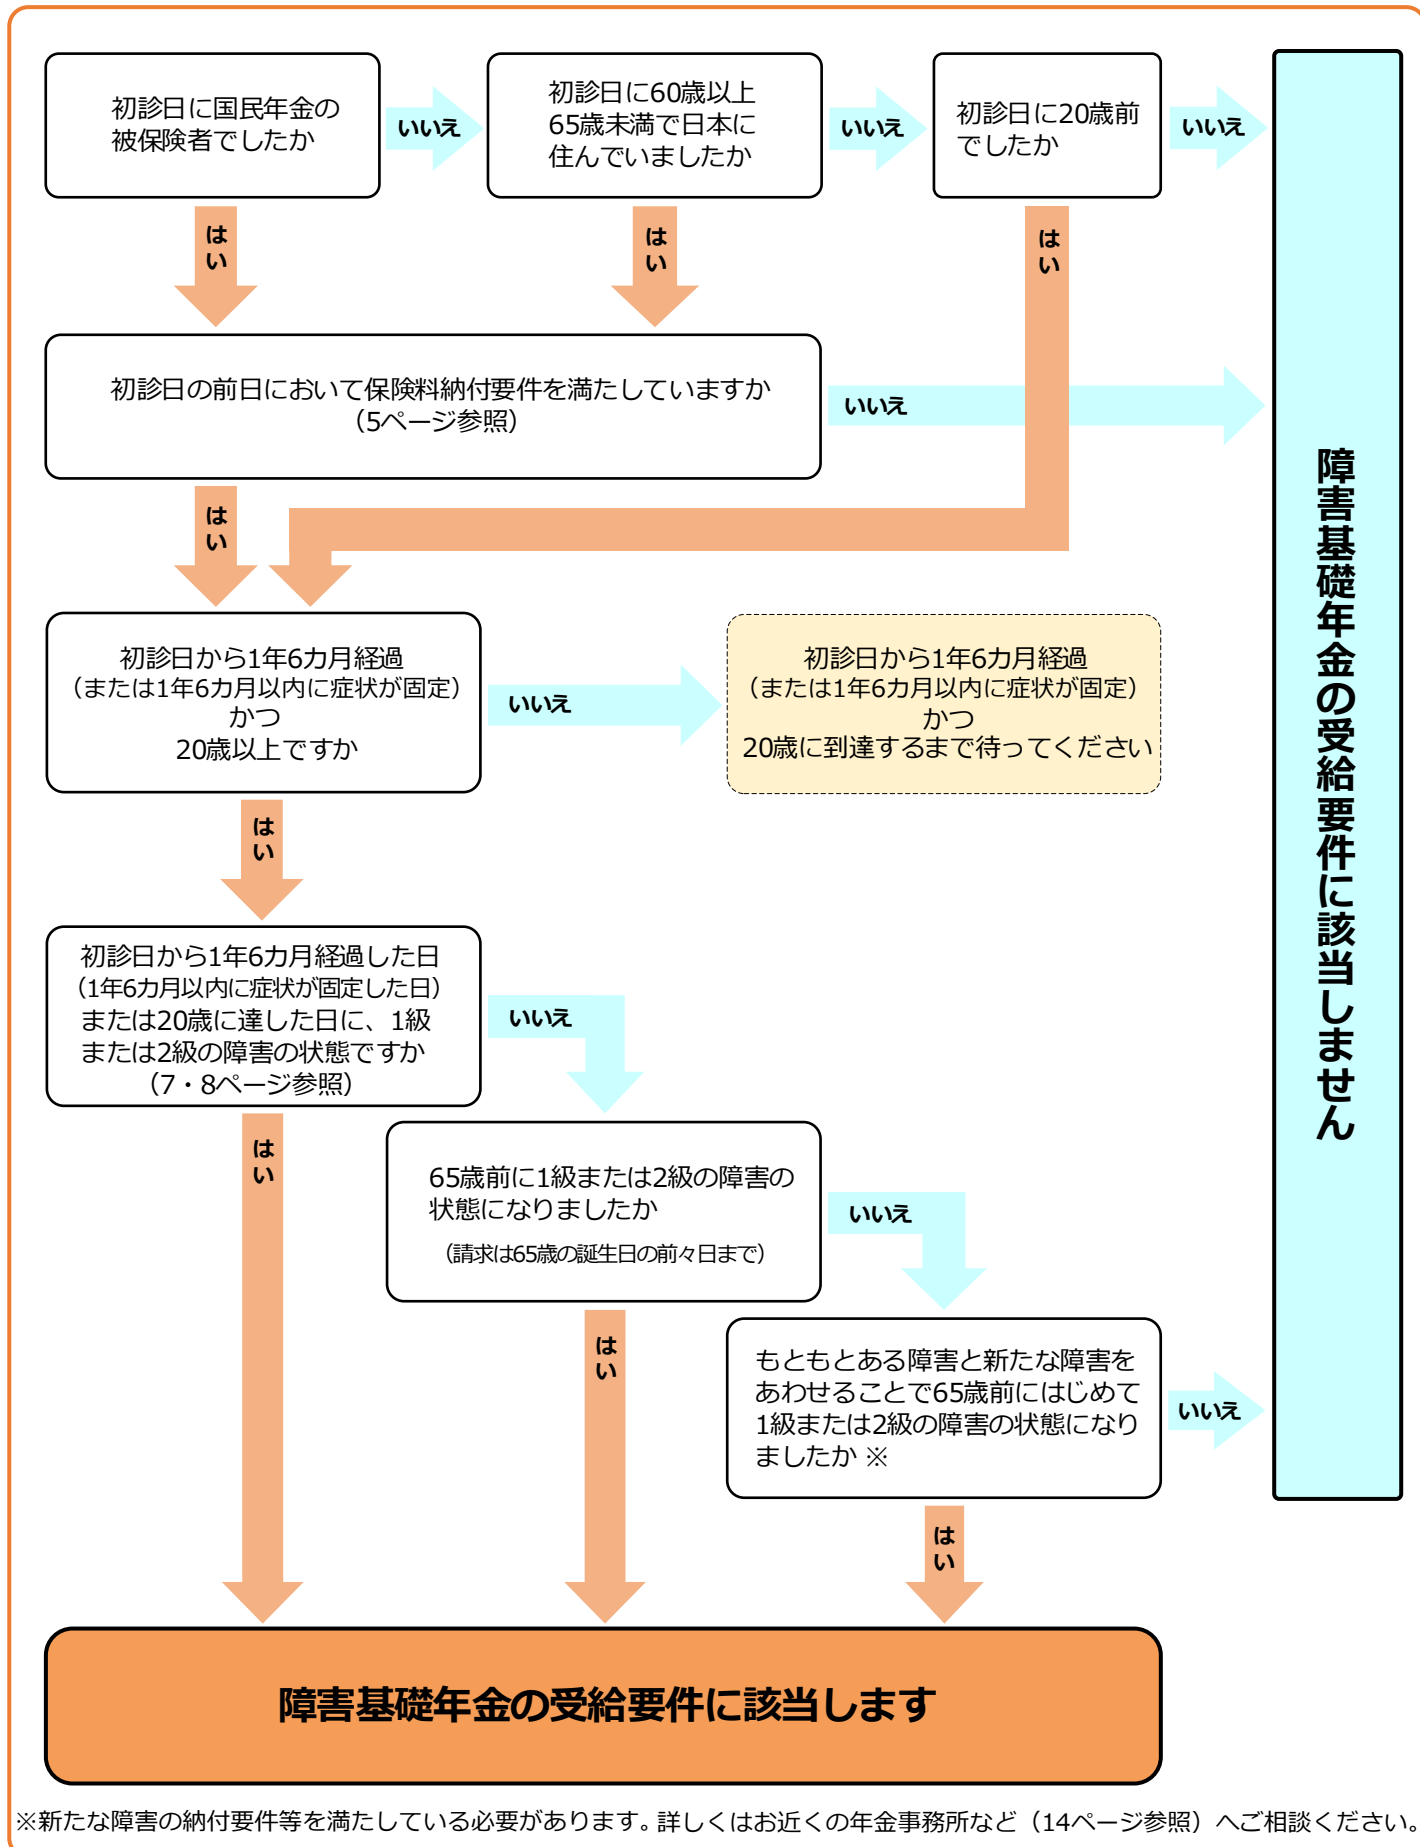 初診日に国民年金の
被保険者でしたか
いいえ
初診日に60歳以上
65歳未満で日本に
住んでいましたか
いいえ
初診日に20歳前
でしたか
いいえ
はい
はい
はい
初診日の前日において保険料納付要件を満たしていますか
（5ページ参照）
いいえ
はい
初診日から1年6カ月経過
（または1年6カ月以内に症状が固定）
かつ
20歳以上ですか
いいえ
初診日から1年6カ月経過
（または1年6カ月以内に症状が固定）
かつ
20歳に到達するまで待ってください
はい
初診日から1年6カ月経過した日
（1年6カ月以内に症状が固定した日）
または20歳に達した日に、1級
または2級の障害の状態ですか
（7・8ページ参照）
いいえ
はい
65歳前に1級または2級の障害の
状態になりましたか
（請求は65歳の誕生日の前々日まで）
いいえ
はい
もともとある障害と新たな障害を
あわせることで65歳前にはじめて
1級または2級の障害の状態になり
ましたか ※
いいえ
はい
障害基礎年金の受給要件に該当しません
障害基礎年金の受給要件に該当します
※新たな障害の納付要件等を満たしている必要があります。詳しくはお近くの年金事務所など（14ページ参照）へご相談ください。